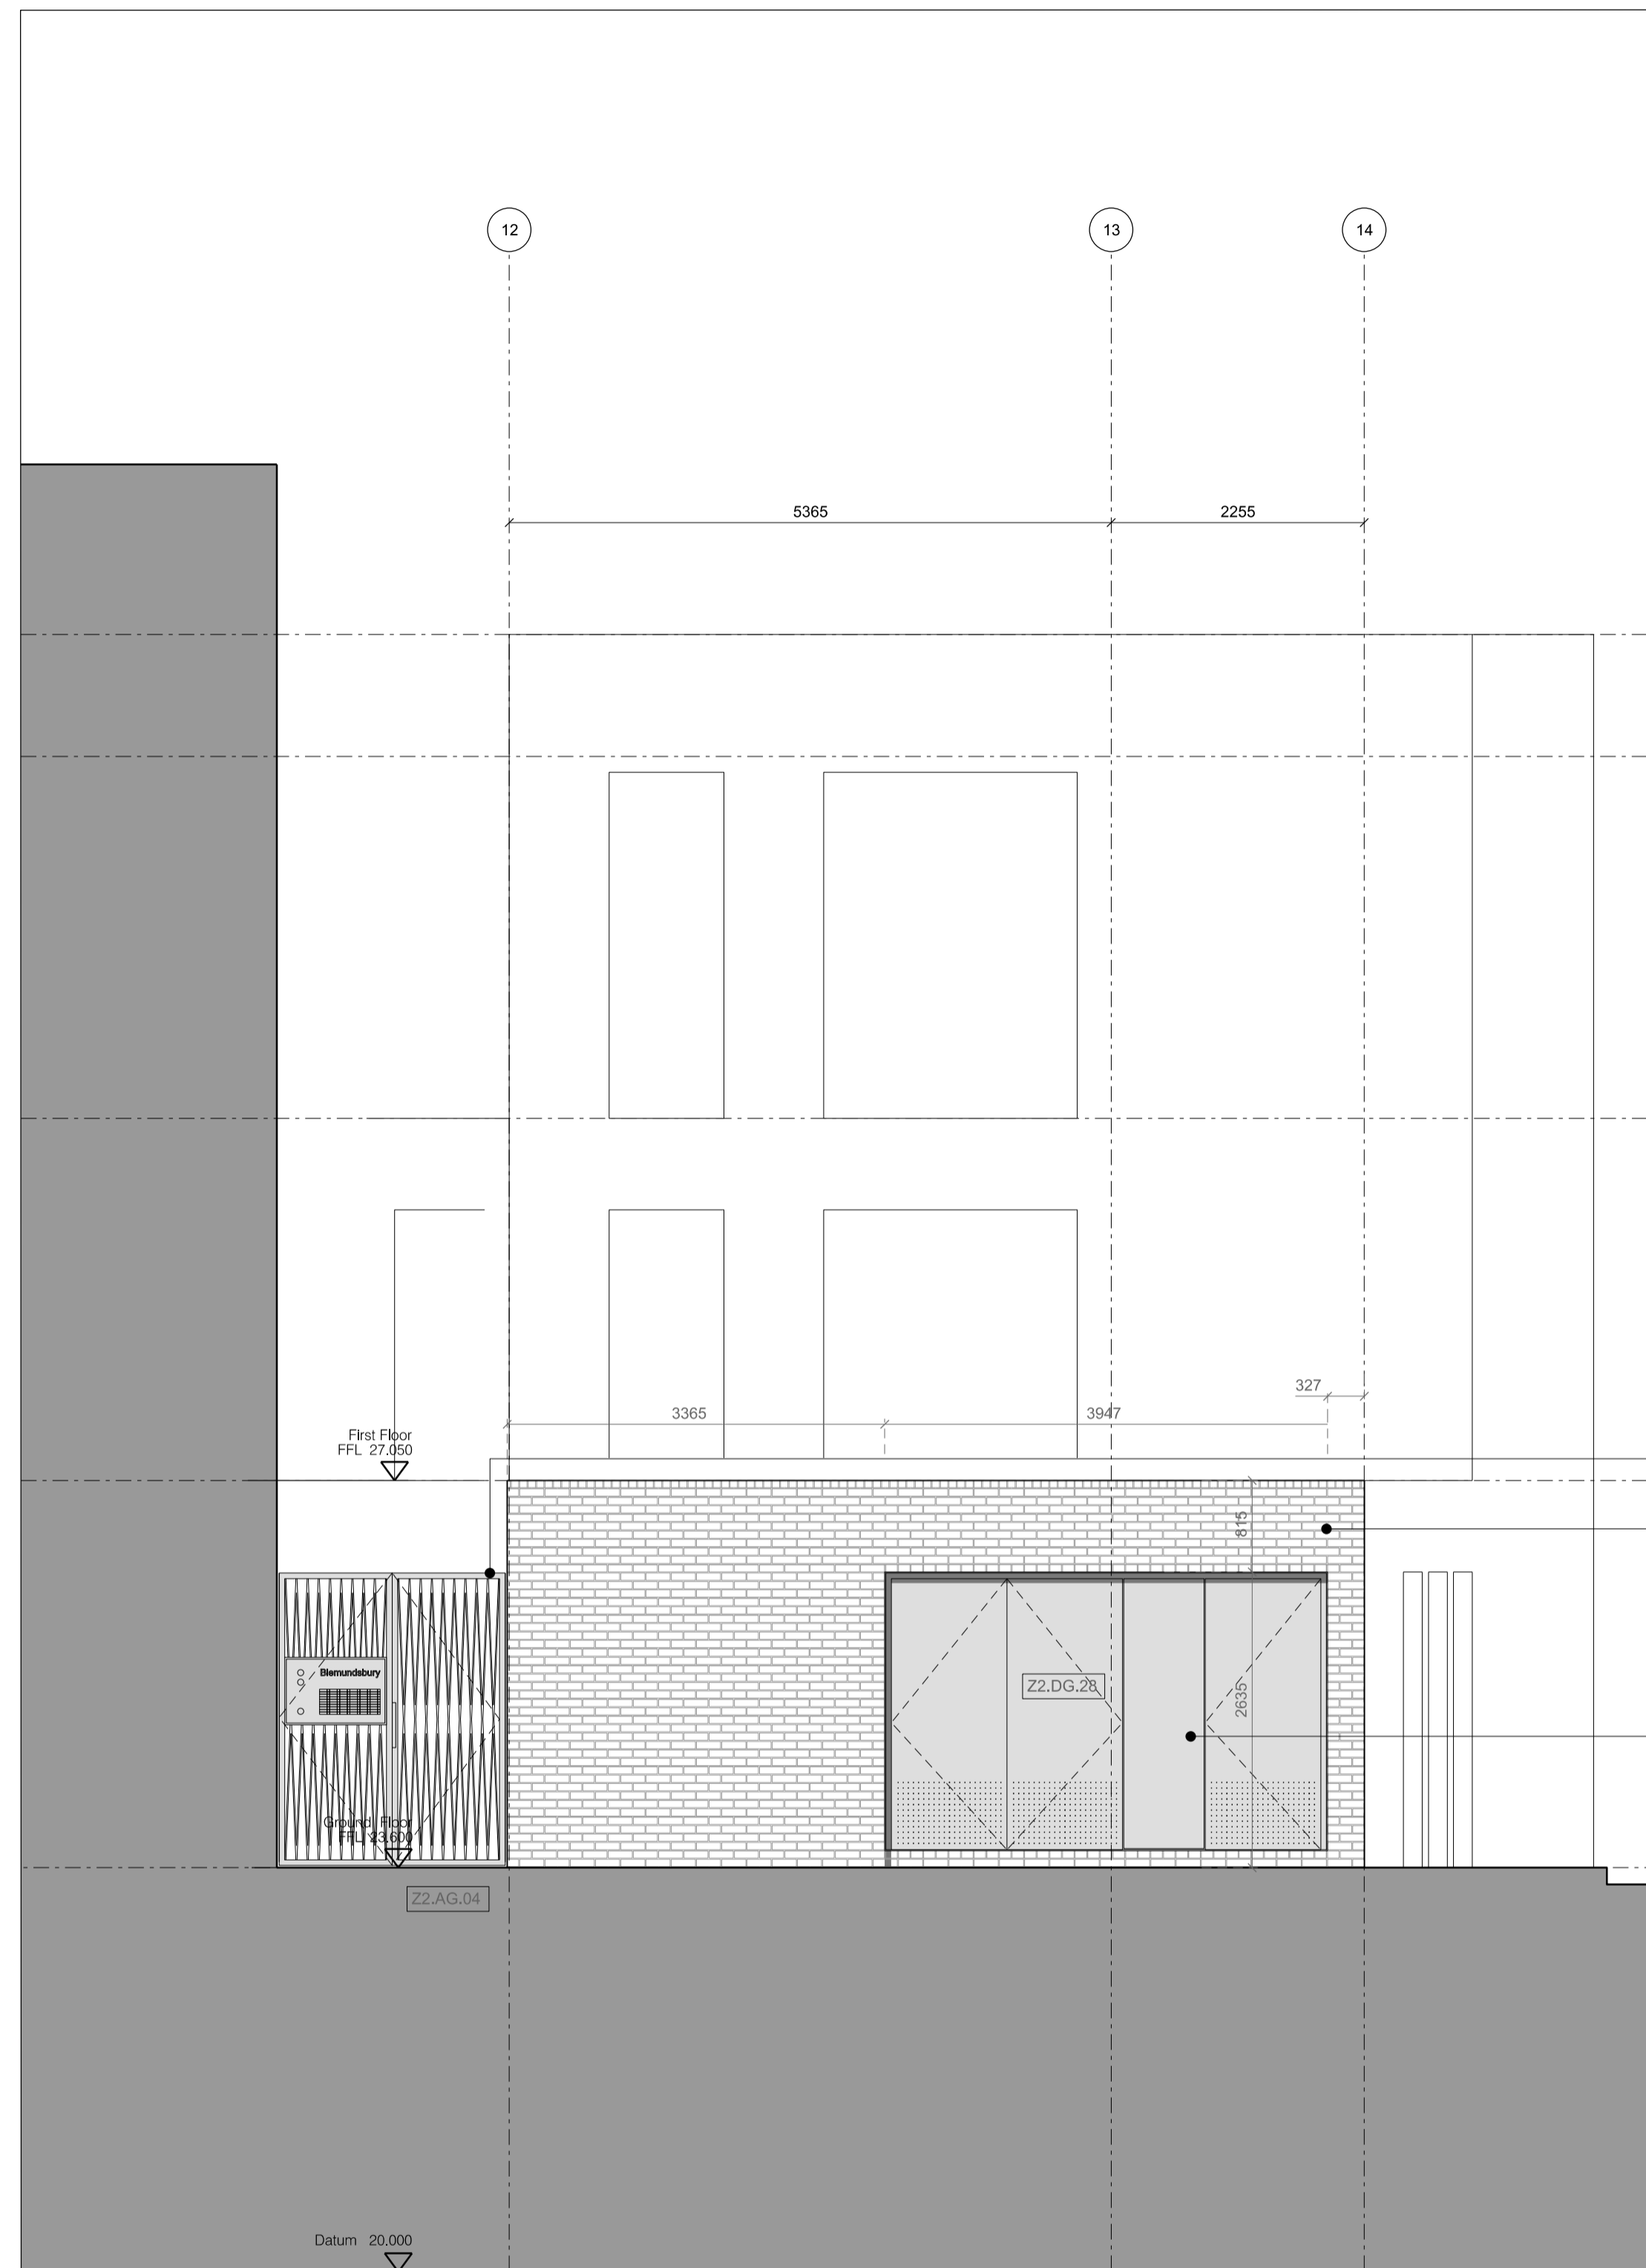 12
13
14
5365
2255
327
3365
3947
First Floor
FFL 27.050
815
Blemundsbury
Z2.DG.28
2635
Ground Floor
FFL 23.600
Z2.AG.04
Datum 20.000